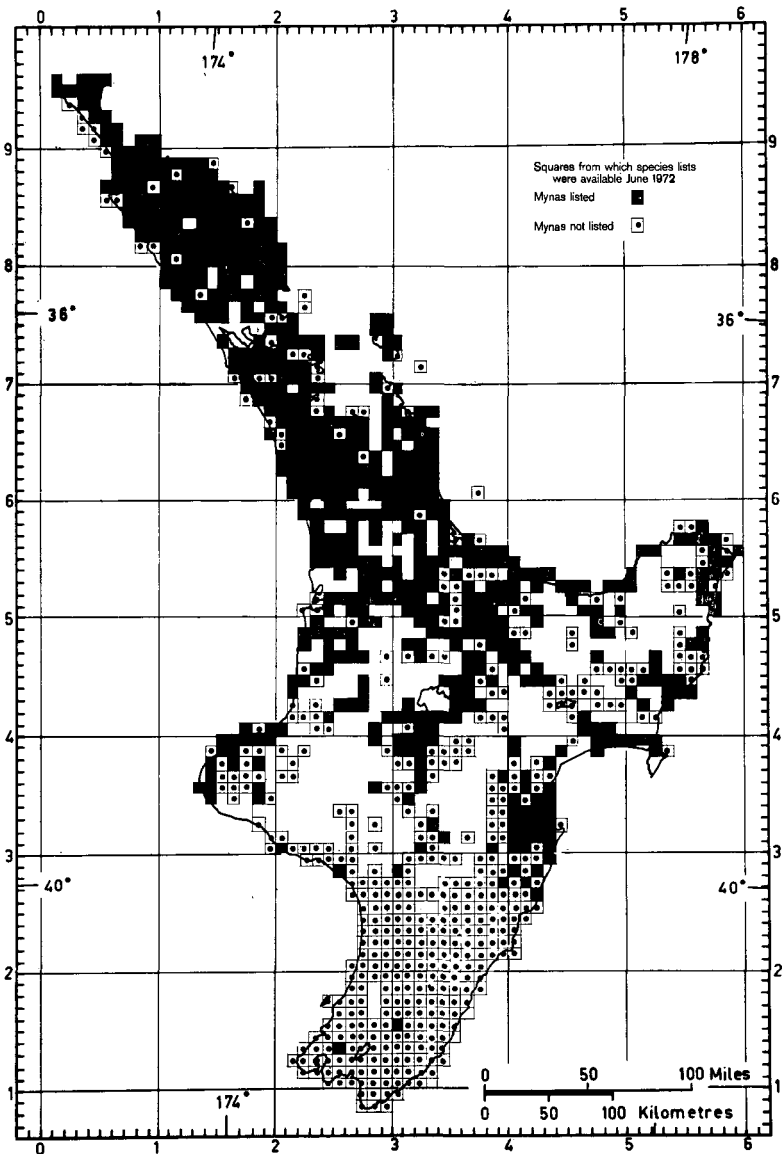 0 1 2 3 4 5 6
174° 178°
9 9
Squares from which species lists
were available June 1972
Mynas listed
Mynas not listed
8 8
36° 36°
7 7
6 6
5 5
4 4
3 3
40° 40°
2 2
0 50 100 Miles
1 1
174°
0 50 100 Kilometres
0 1 2 3 4 5 6